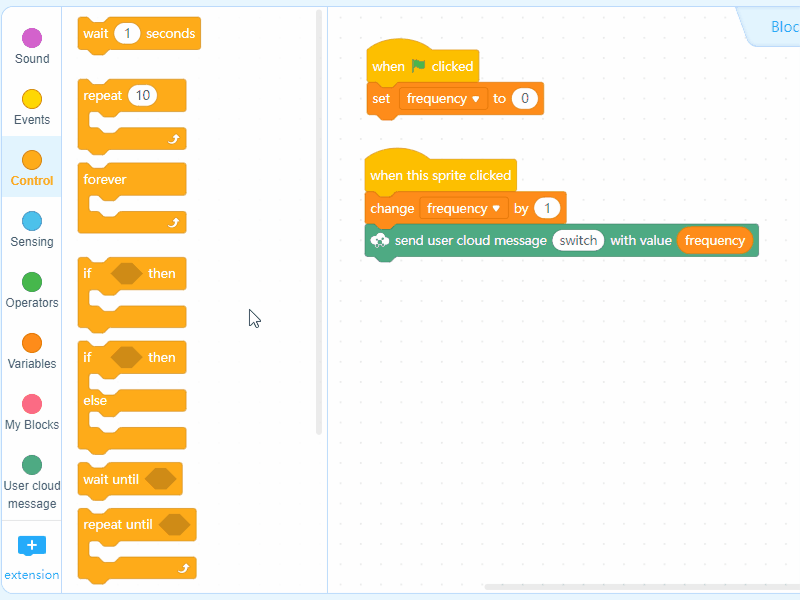 Sound
Events
Control
Sensing
Operators
Variables
My Blocks
User cloud
message
extension
wait 1 seconds
repeat 10
forever
if then
if then
else
wait until
repeat until
when clicked
set frequency to 0
when this sprite clicked
change frequency by 1
send user cloud message switch with value frequency